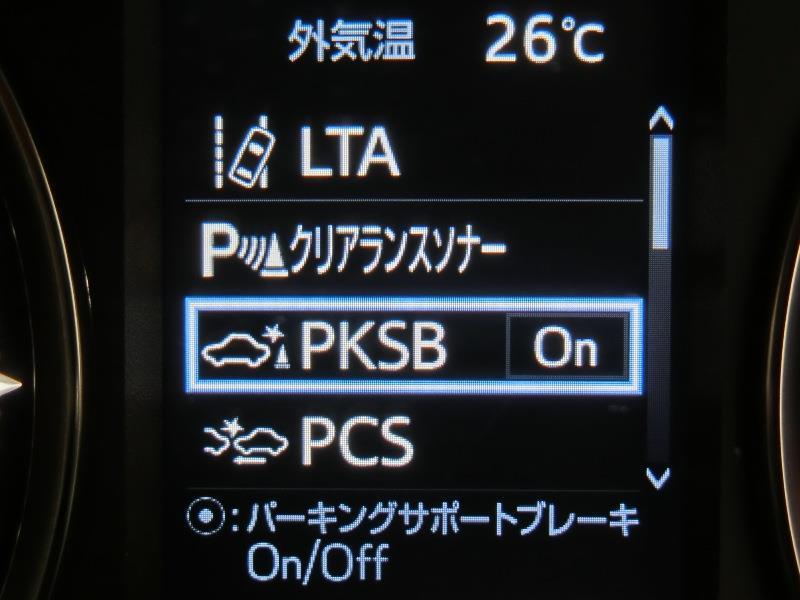 外気温 26℃
LTA
Pクリアランスソナー
PKSB On
PCS
:パーキングサポートブレーキ
On/Off